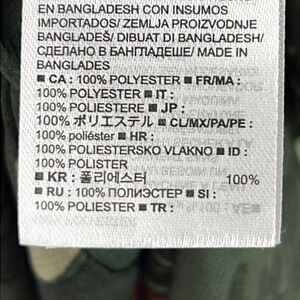 EN BANGLADESH CON INSUMOS
IMPORTADOS/ ZEMLJA PROIZVODNJE
BANGLADEŠ/ DIBUAT DI BANGLADESH/
СДЕЛАНО В БАНГЛАДЕШЕ/ MADE IN
BANGLADES
■ CA : 100% POLYESTER ■ FR/MA :
100% POLYESTER ■ IT :
100% POLIESTERE ■ JP :
100% ポリエステル ■ CL/MX/PA/PE :
100% poliéster ■ HR :
100% POLIESTERSKO VLAKNO ■ ID :
100% POLISTER
■ KR : 폴리에스터 100%
■ RU : 100% ПОЛИЭСТЕР ■ SI :
100% POLIESTER ■ TR :